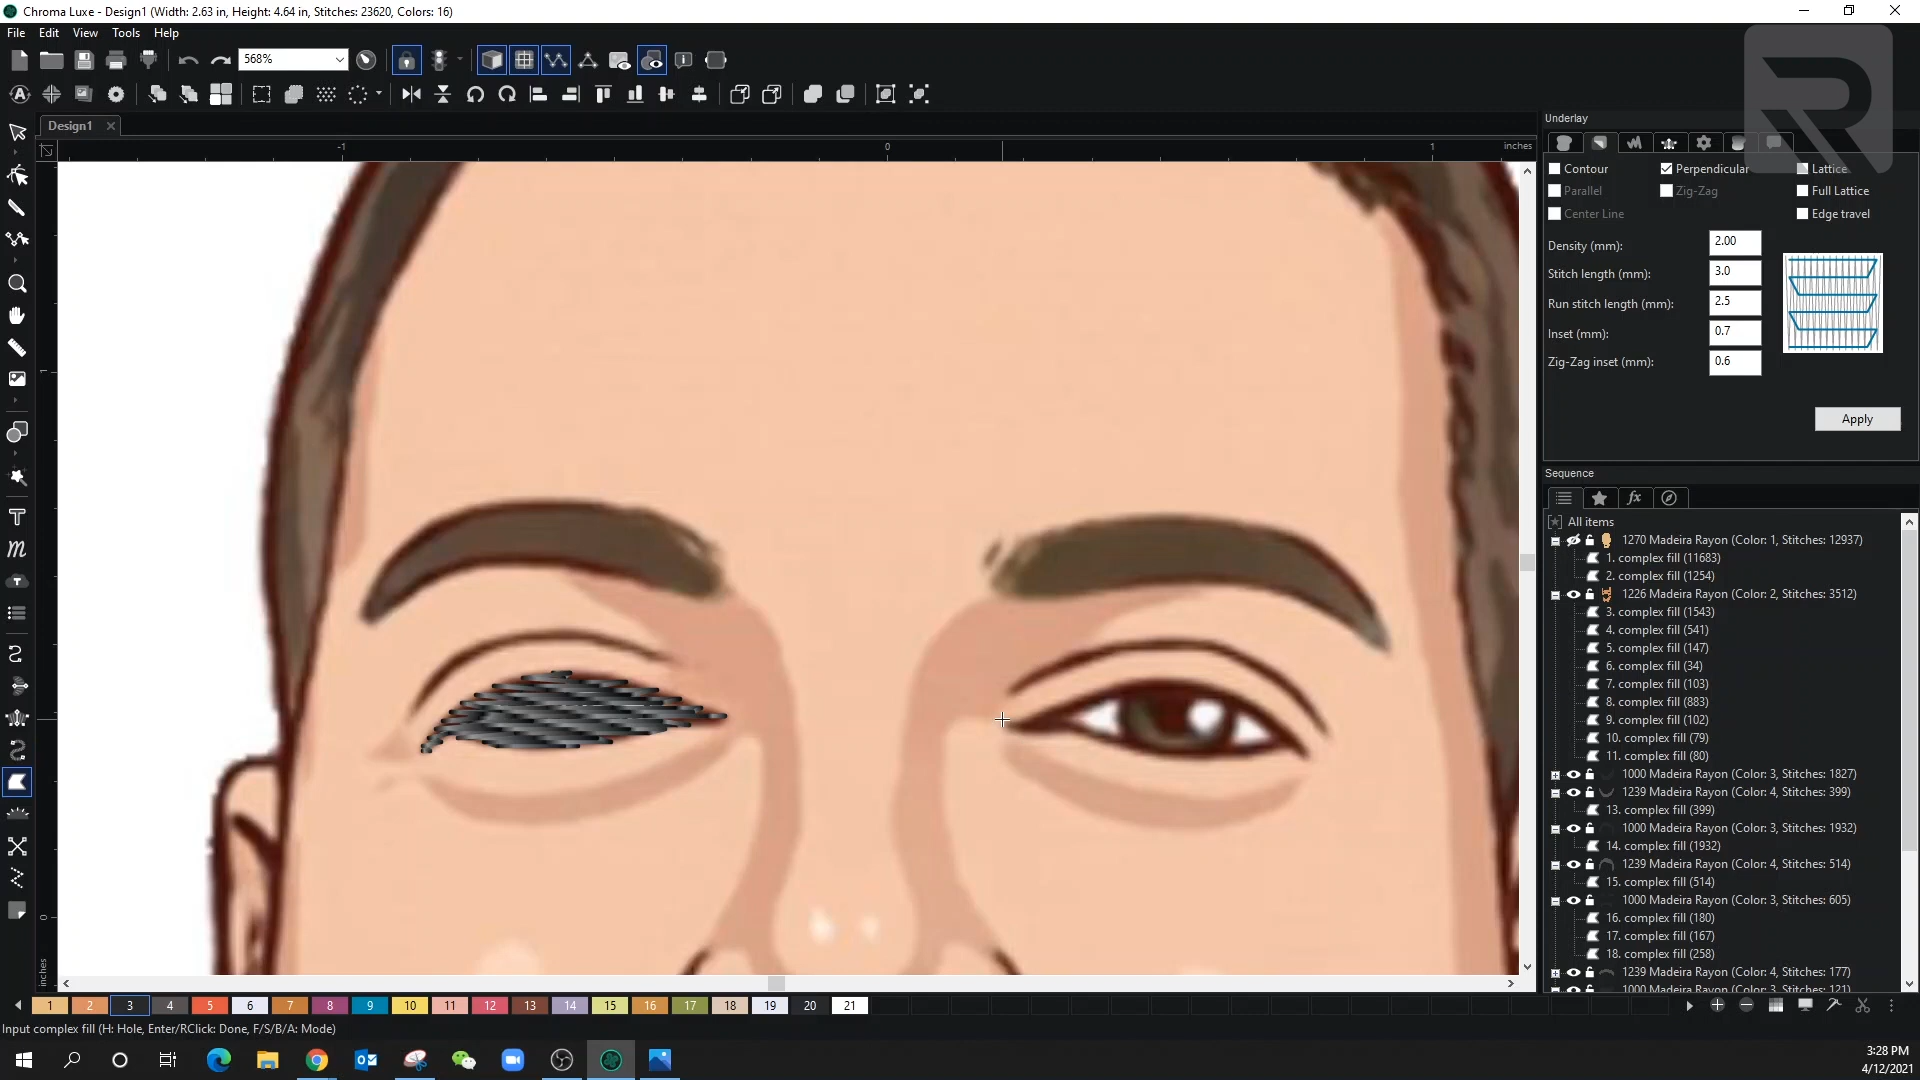 Chroma Luxe - Design1 (Width: 2.63 in, Height: 4.64 in, Stitches: 23620, Colors: 16)
File Edit View Tools Help
568%
Design1
-1 0 1 inches
1
0
inches
Underlay
Contour Perpendicular Lattice
Parallel Zig-Zag Full Lattice
Center Line Edge travel
Density (mm): 2.00
Stitch length (mm): 3.0
Run stitch length (mm): 2.5
Inset (mm): 0.7
Zig-Zag inset (mm): 0.6
Apply
Sequence
All items
1270 Madeira Rayon (Color: 1, Stitches: 12937)
1. complex fill (11683)
2. complex fill (1254)
1226 Madeira Rayon (Color: 2, Stitches: 3512)
3. complex fill (1543)
4. complex fill (541)
5. complex fill (147)
6. complex fill (34)
7. complex fill (103)
8. complex fill (883)
9. complex fill (102)
10. complex fill (79)
11. complex fill (80)
1000 Madeira Rayon (Color: 3, Stitches: 1827)
1239 Madeira Rayon (Color: 4, Stitches: 399)
13. complex fill (399)
1000 Madeira Rayon (Color: 3, Stitches: 1932)
14. complex fill (1932)
1239 Madeira Rayon (Color: 4, Stitches: 514)
15. complex fill (514)
1000 Madeira Rayon (Color: 3, Stitches: 605)
16. complex fill (180)
17. complex fill (167)
18. complex fill (258)
1239 Madeira Rayon (Color: 4, Stitches: 177)
1000 Madeira Rayon (Color: 3, Stitches: 121)
1 2 3 4 5 6 7 8 9 10 11 12 13 14 15 16 17 18 19 20 21
Input complex fill (H: Hole, Enter/RClick: Done, F/S/B/A: Mode)
3:28 PM
4/12/2021